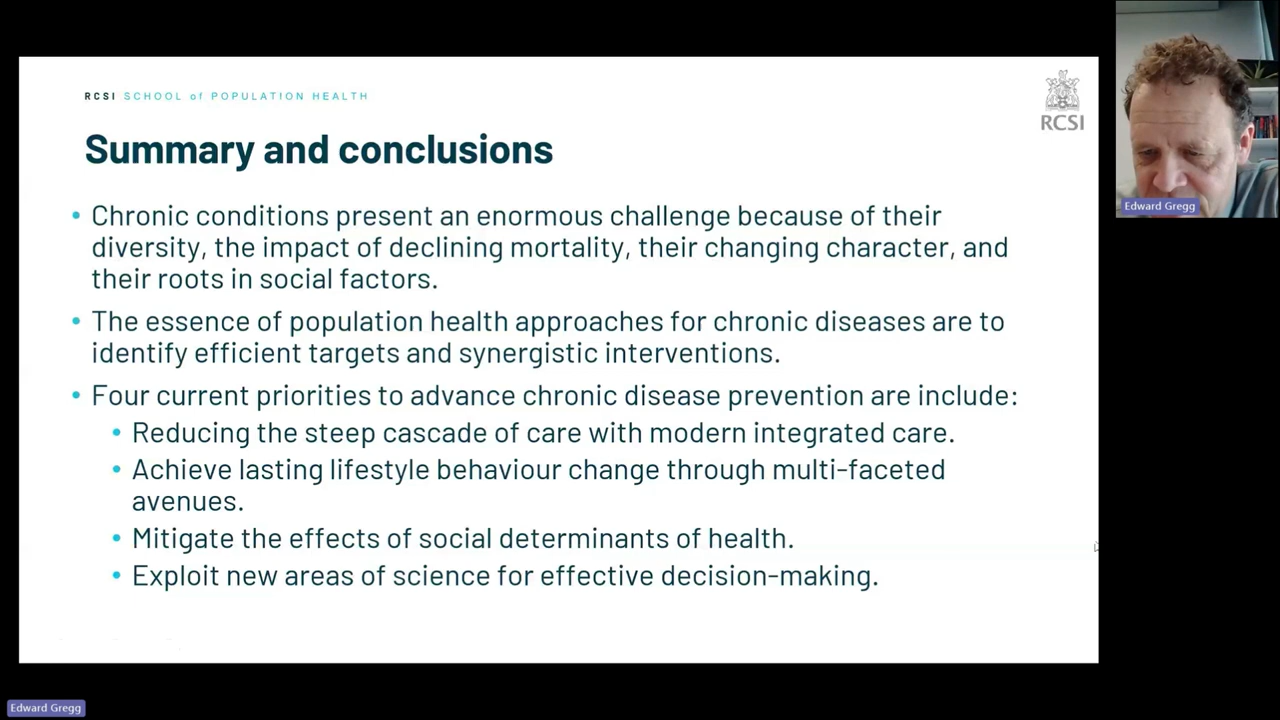 RCSI SCHOOL of POPULATION HEALTH
RCSI
Summary and conclusions
• Chronic conditions present an enormous challenge because of their
diversity, the impact of declining mortality, their changing character, and
their roots in social factors.
• The essence of population health approaches for chronic diseases are to
identify efficient targets and synergistic interventions.
• Four current priorities to advance chronic disease prevention are include:
• Reducing the steep cascade of care with modern integrated care.
• Achieve lasting lifestyle behaviour change through multi-faceted
avenues.
• Mitigate the effects of social determinants of health.
• Exploit new areas of science for effective decision-making.
Edward Gregg
Edward Gregg